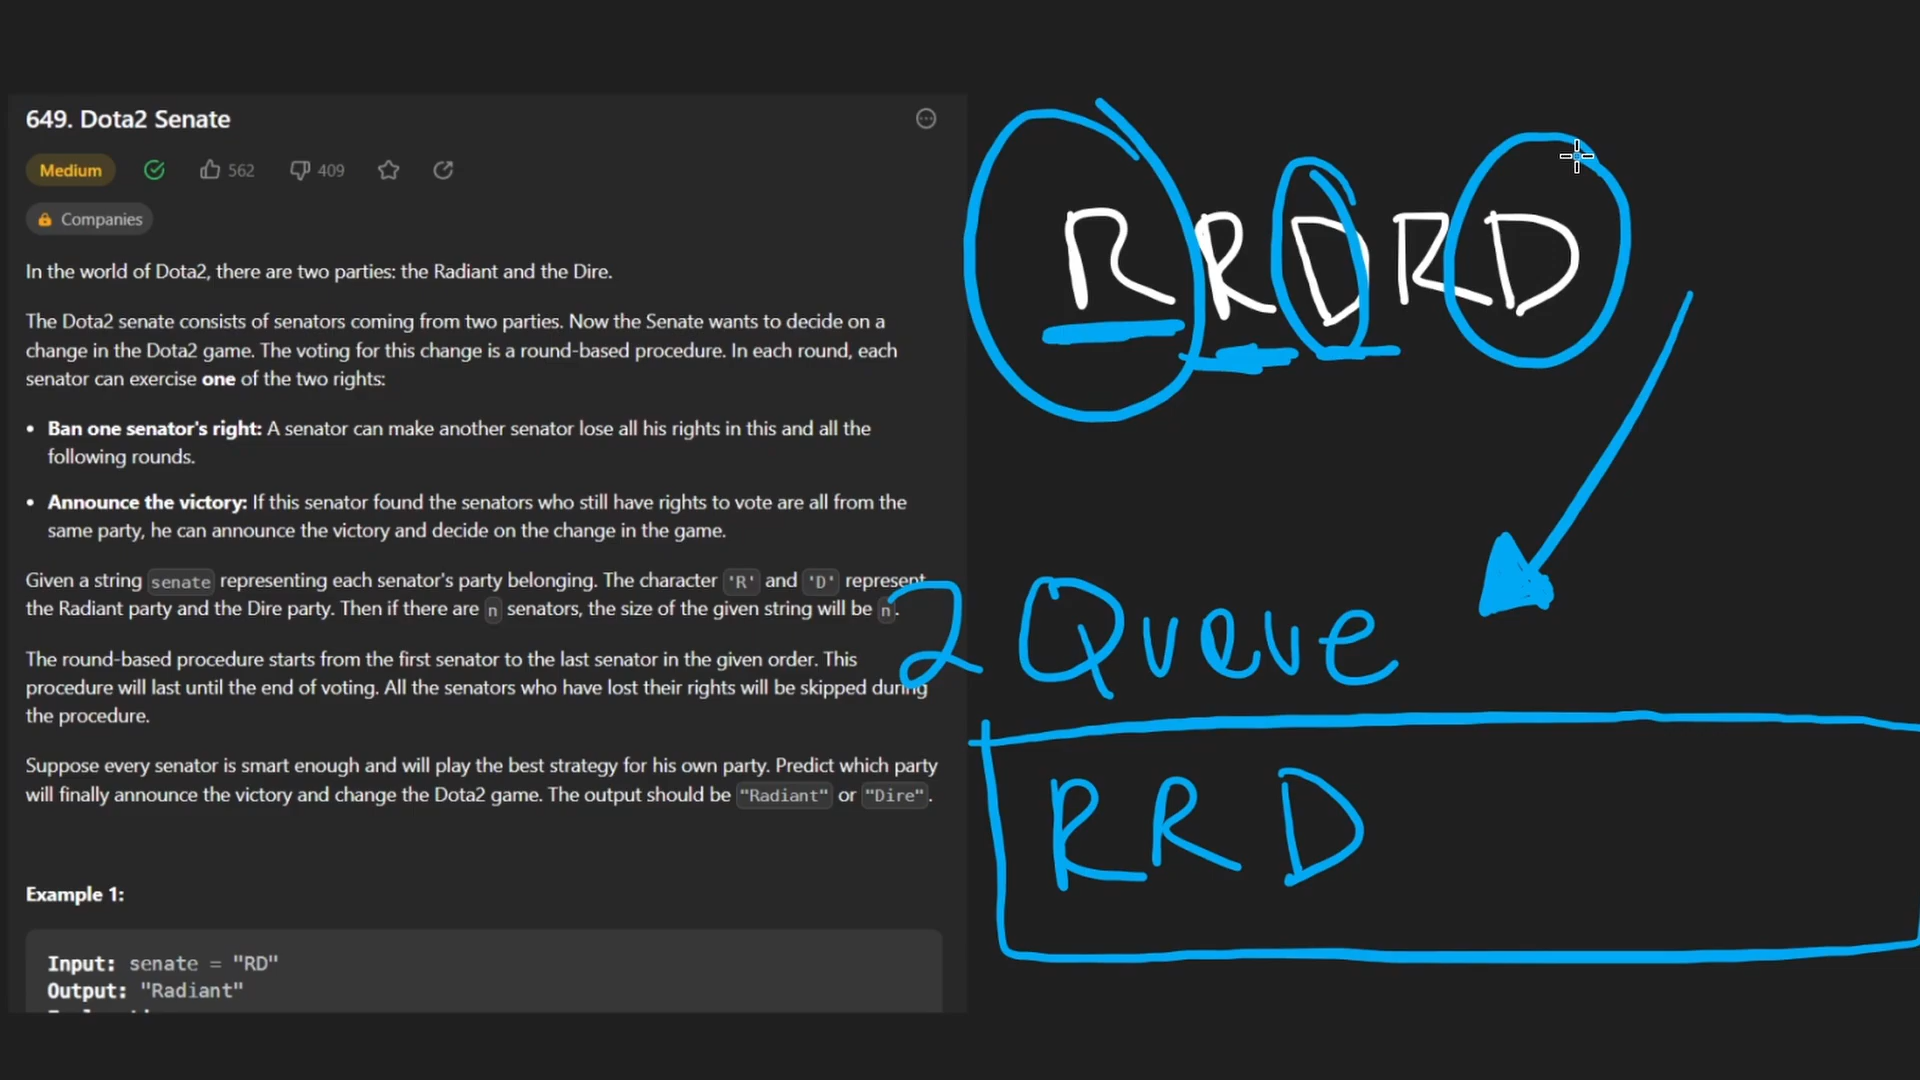 649. Dota2 Senate
Medium 562 409
Companies
In the world of Dota2, there are two parties: the Radiant and the Dire.
The Dota2 senate consists of senators coming from two parties. Now the Senate wants to decide on a
change in the Dota2 game. The voting for this change is a round-based procedure. In each round, each
senator can exercise one of the two rights:
• Ban one senator's right: A senator can make another senator lose all his rights in this and all the
following rounds.
• Announce the victory: If this senator found the senators who still have rights to vote are all from the
same party, he can announce the victory and decide on the change in the game.
Given a string senate representing each senator's party belonging. The character 'R' and 'D' represent
the Radiant party and the Dire party. Then if there are n senators, the size of the given string will be n.
The round-based procedure starts from the first senator to the last senator in the given order. This
procedure will last until the end of voting. All the senators who have lost their rights will be skipped during
the procedure.
Suppose every senator is smart enough and will play the best strategy for his own party. Predict which party
will finally announce the victory and change the Dota2 game. The output should be "Radiant" or "Dire".
Example 1:
Input: senate = "RD"
Output: "Radiant"
R R D R D
2 Queue
R R D